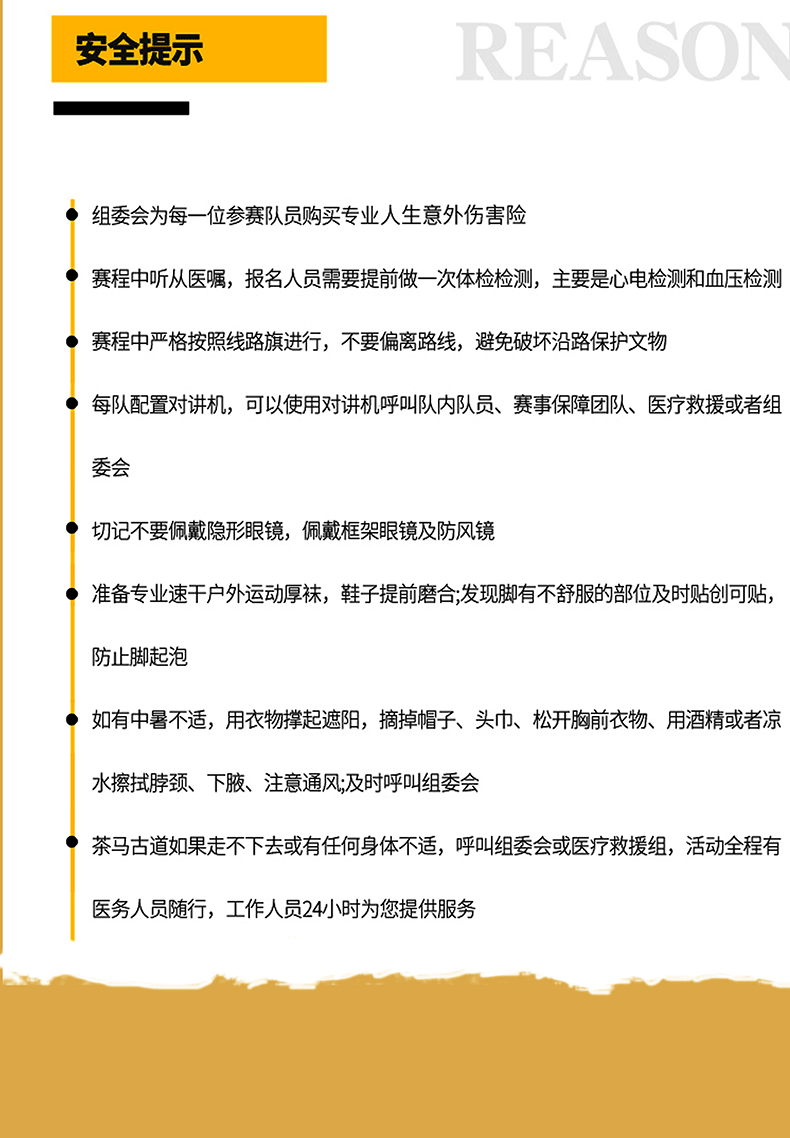 安全提示
REASON
组委会为每一位参赛队员购买专业人生意外伤害险
赛程中听从医嘱，报名人员需要提前做一次体检检测，主要是心电检测和血压检测
赛程中严格按照线路旗进行，不要偏离路线，避免破坏沿路保护文物
每队配置对讲机，可以使用对讲机呼叫队内队员、赛事保障团队、医疗救援或者组
委会
切记不要佩戴隐形眼镜，佩戴框架眼镜及防风镜
准备专业速干户外运动厚袜，鞋子提前磨合;发现脚有不舒服的部位及时贴创可贴，
防止脚起泡
如有中暑不适，用衣物撑起遮阳，摘掉帽子、头巾、松开胸前衣物、用酒精或者凉
水擦拭脖颈、下腋、注意通风;及时呼叫组委会
茶马古道如果走不下去或有任何身体不适，呼叫组委会或医疗救援组，活动全程有
医务人员随行，工作人员24小时为您提供服务